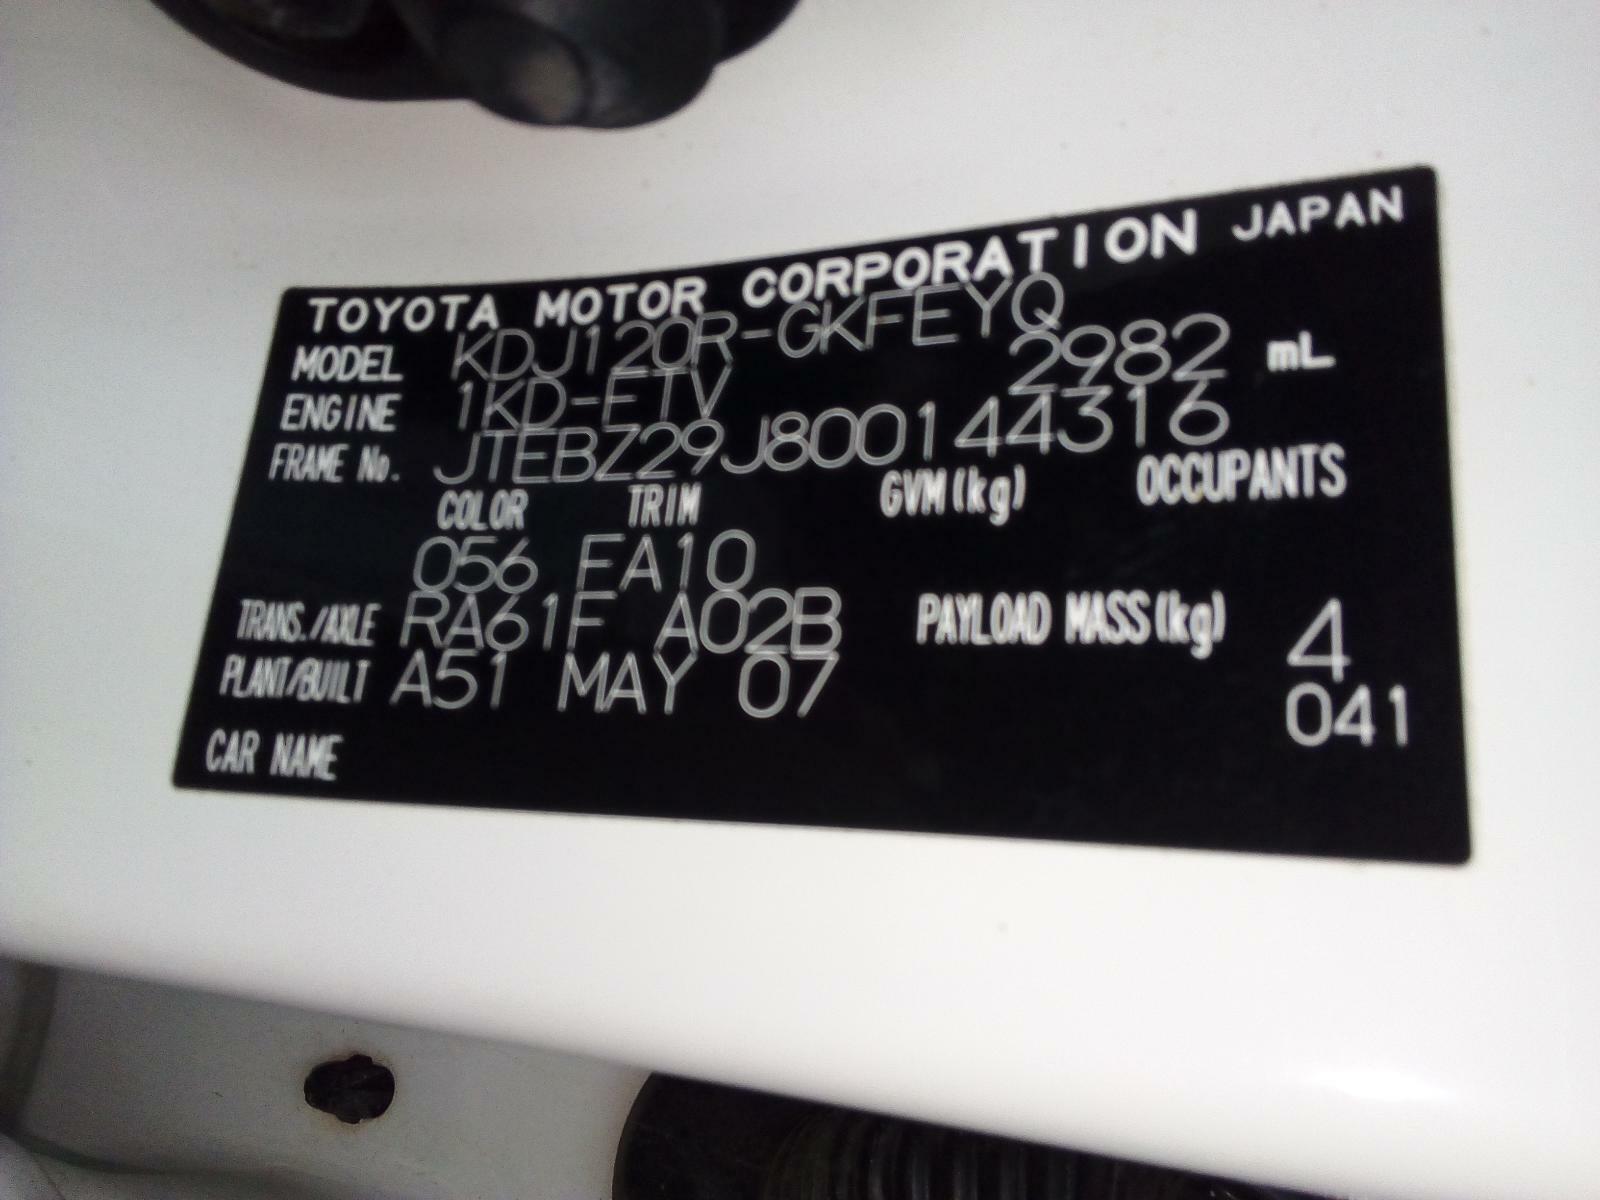 TOYOTA MOTOR CORPORATION JAPAN
MODEL KDJ120R-GKFEYQ
ENGINE 1KD-FTV 2982 mL
FRAME No. JTEBZ29J800144316
COLOR TRIM GVM(kg) OCCUPANTS
056 FA10
TRANS./AXLE RA61F A02B PAYLOAD MASS(kg) 4
PLANT/BUILT A51 MAY 07 041
CAR NAME